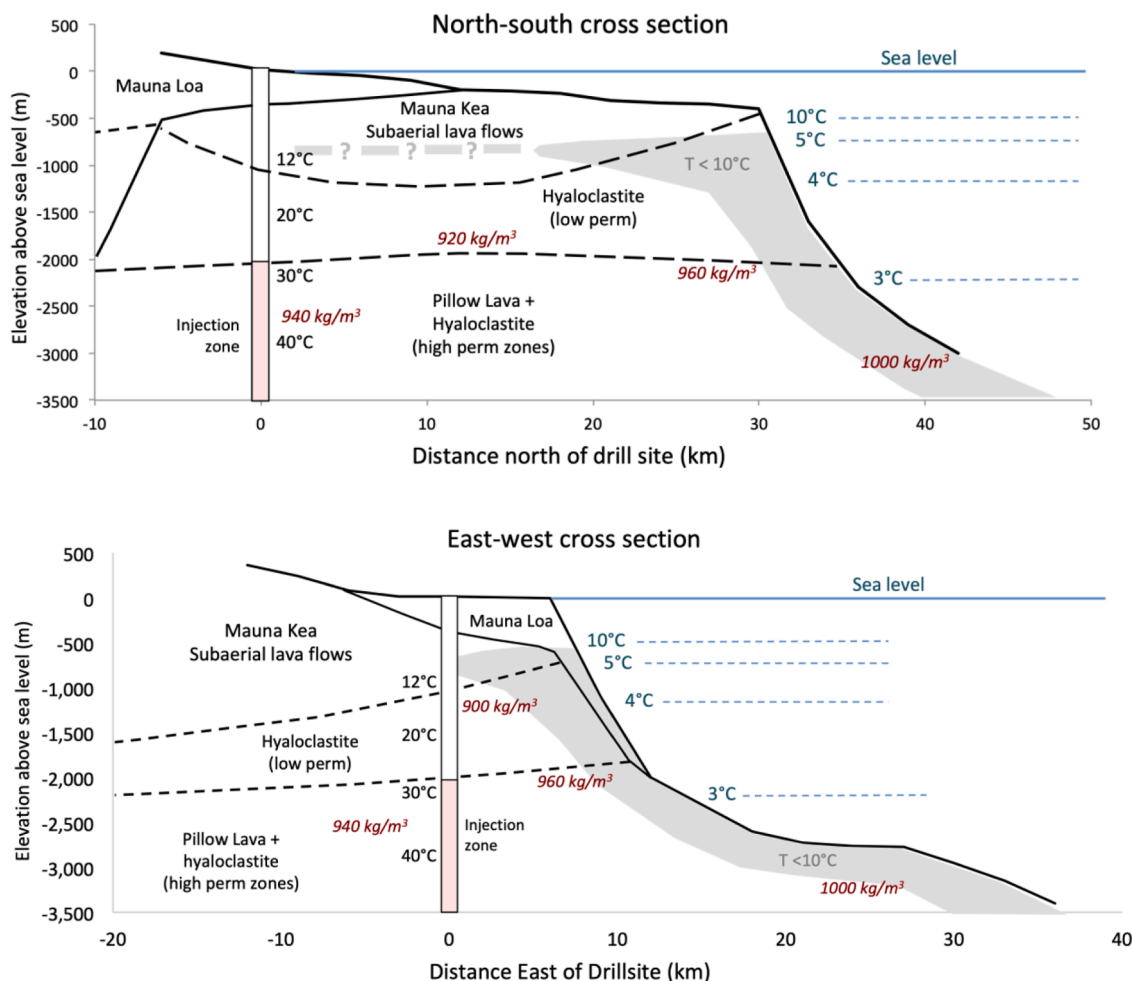 North-south cross section
500
0
-500
-1000
-1500
-2000
-2500
-3000
-3500
Elevation above sea level (m)
Sea level
Mauna Loa
Mauna Kea
Subaerial lava flows
10°C
5°C
4°C
3°C
? ? ?
T < 10°C
12°C
20°C
30°C
40°C
Hyaloclastite
(low perm)
920 kg/m³
960 kg/m³
940 kg/m³
1000 kg/m³
Injection
zone
Pillow Lava +
Hyaloclastite
(high perm zones)
-10 0 10 20 30 40 50
Distance north of drill site (km)
East-west cross section
500
0
-500
-1,000
-1,500
-2,000
-2,500
-3,000
-3,500
Elevation above sea level (m)
Sea level
Mauna Loa
Mauna Kea
Subaerial lava flows
10°C
5°C
4°C
3°C
12°C
20°C
30°C
40°C
900 kg/m³
960 kg/m³
940 kg/m³
1000 kg/m³
Hyaloclastite
(low perm)
Injection
zone
Pillow Lava +
hyaloclastite
(high perm zones)
T <10°C
-20 -10 0 10 20 30 40
Distance East of Drillsite (km)